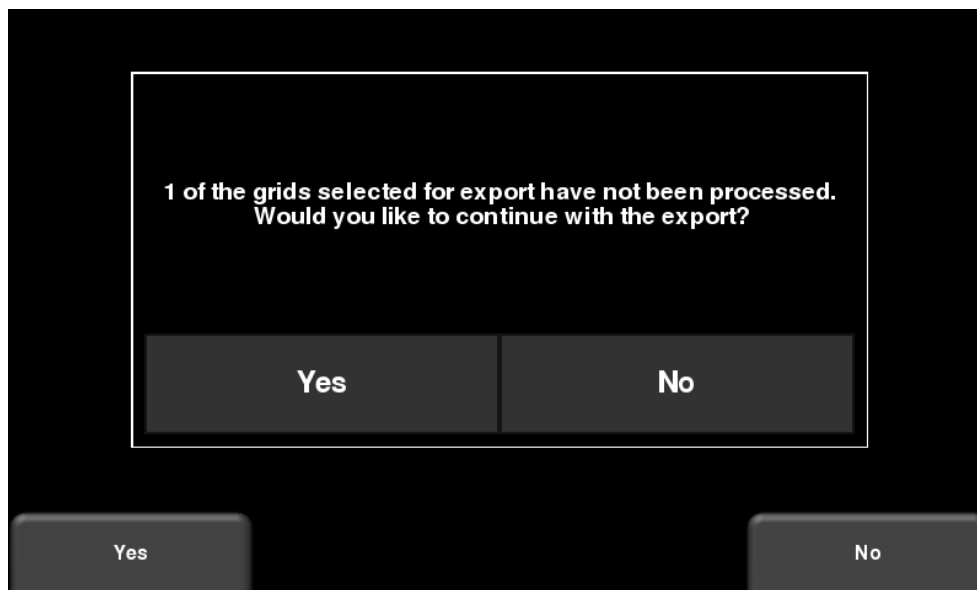 1 of the grids selected for export have not been processed.
Would you like to continue with the export?
Yes
No
Yes
No